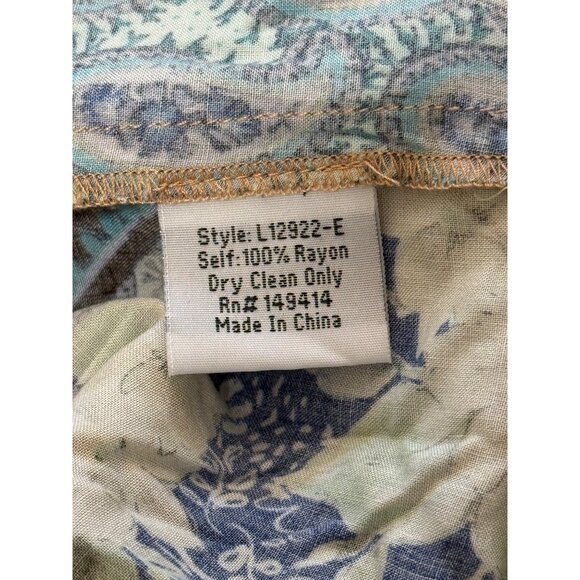 Style: L12922-E
Self:100% Rayon
Dry Clean Only
Rn# 149414
Made In China